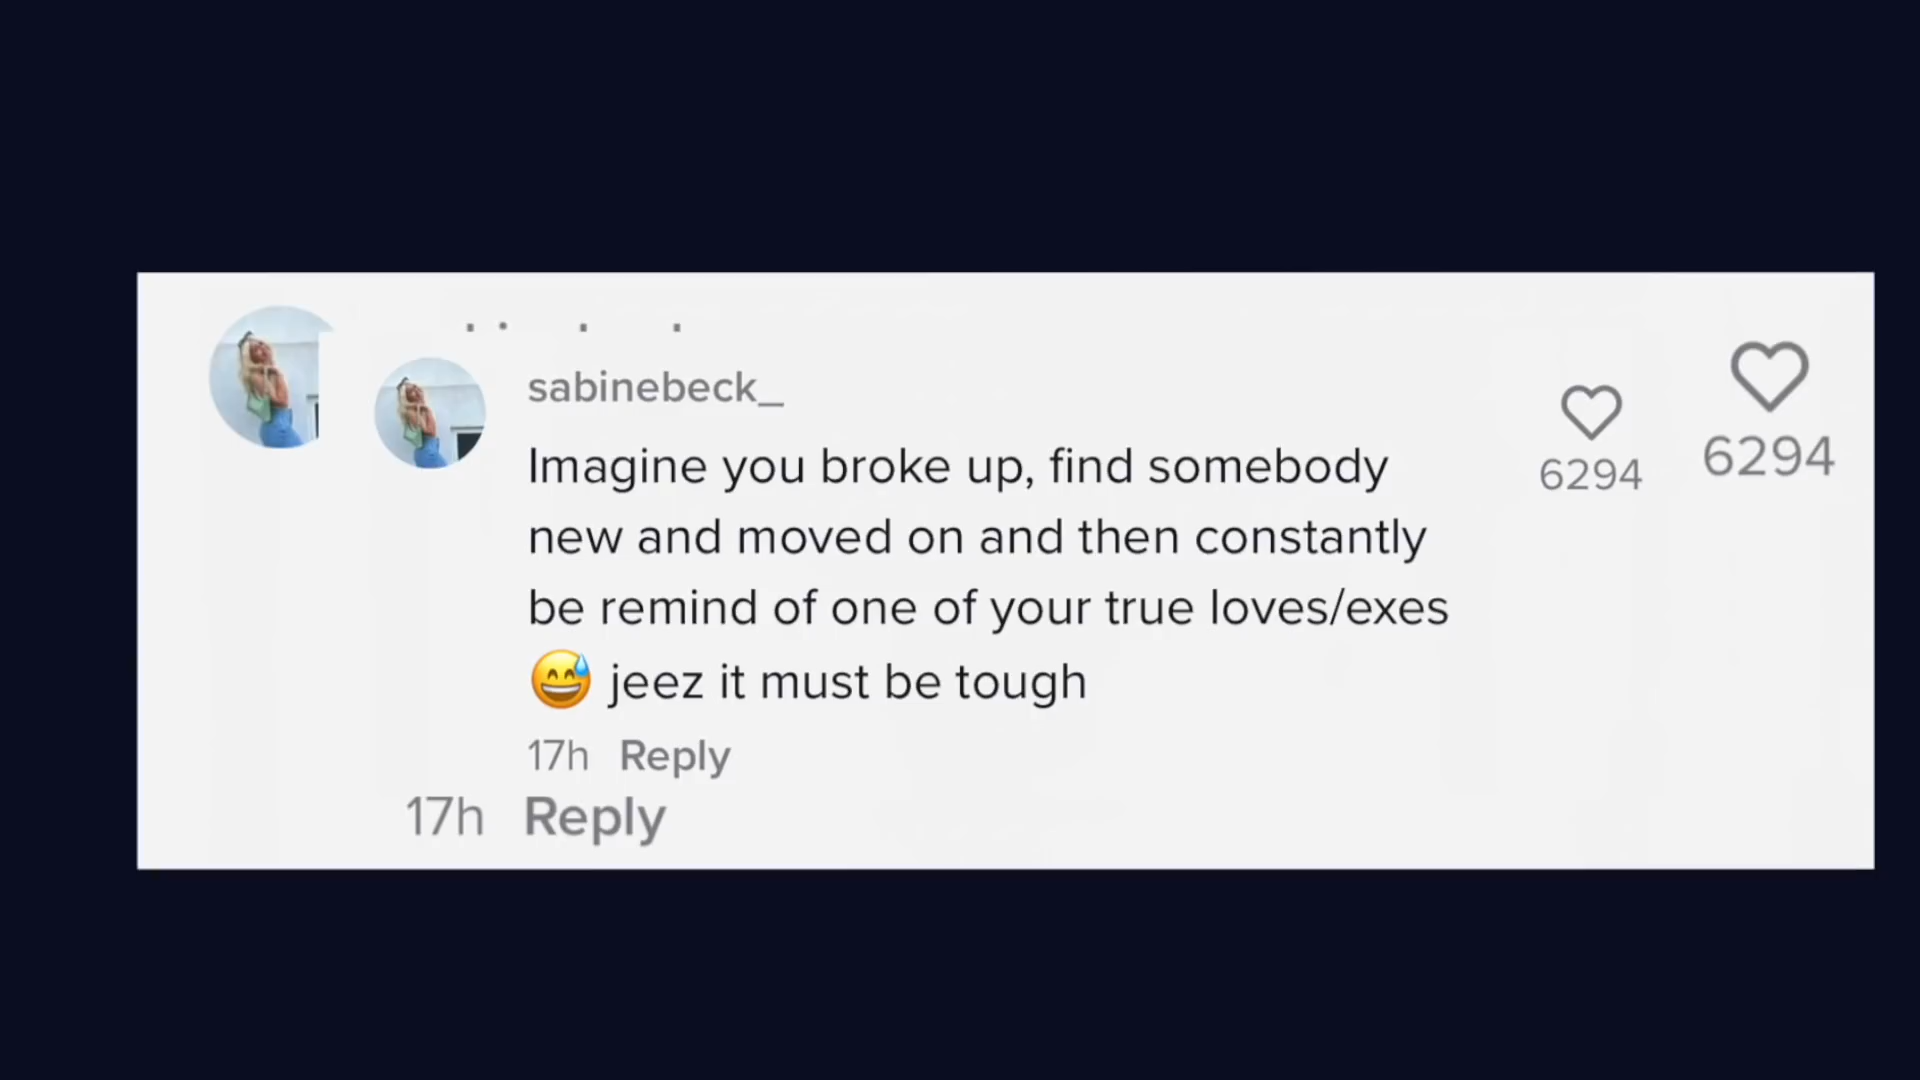 sabinebeck_
Imagine you broke up, find somebody
new and moved on and then constantly
be remind of one of your true loves/exes
😅 jeez it must be tough
17h Reply
6294
6294
17h Reply